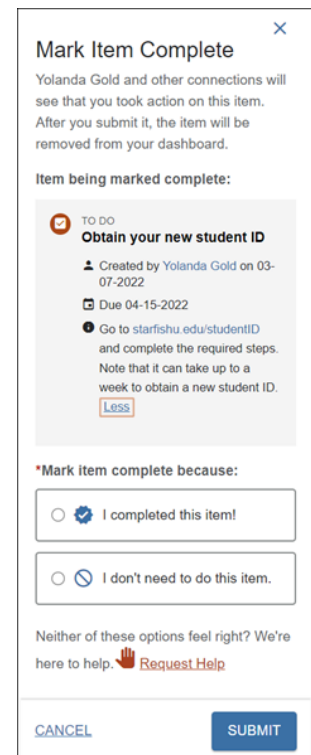 Mark Item Complete
Yolanda Gold and other connections will
see that you took action on this item.
After you submit it, the item will be
removed from your dashboard.
Item being marked complete:
TO DO
Obtain your new student ID
Created by Yolanda Gold on 03-
07-2022
Due 04-15-2022
Go to starfishu.edu/studentID
and complete the required steps.
Note that it can take up to a
week to obtain a new student ID.
Less
*Mark item complete because:
I completed this item!
I don't need to do this item.
Neither of these options feel right? We're
here to help. Request Help
CANCEL SUBMIT